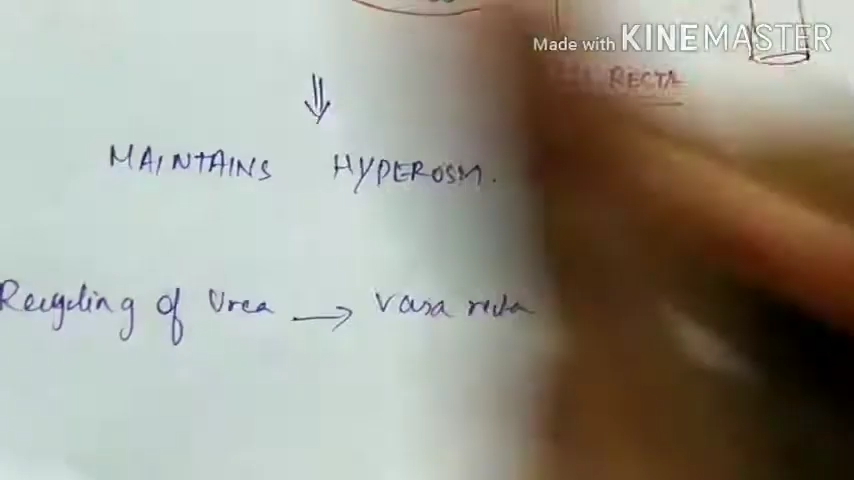 Made with KINEMASTER
RECTA
MAINTAINS HYPEROSM.
Recycling of Urea → Vasa recta